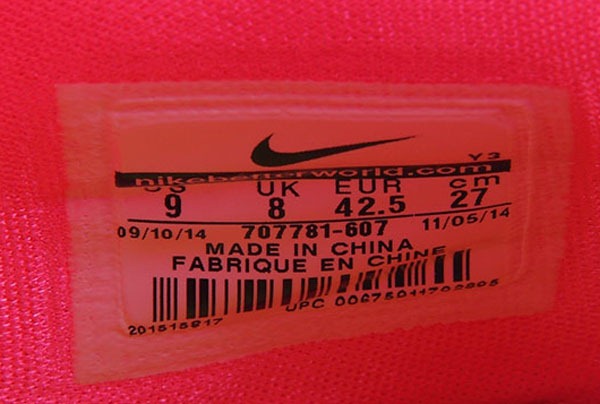 Y3
nikebetterworld.com
US UK EUR cm
9 8 42.5 27
09/10/14 707781-607 11/05/14
MADE IN CHINA
FABRIQUE EN CHINE
UPC
201515917